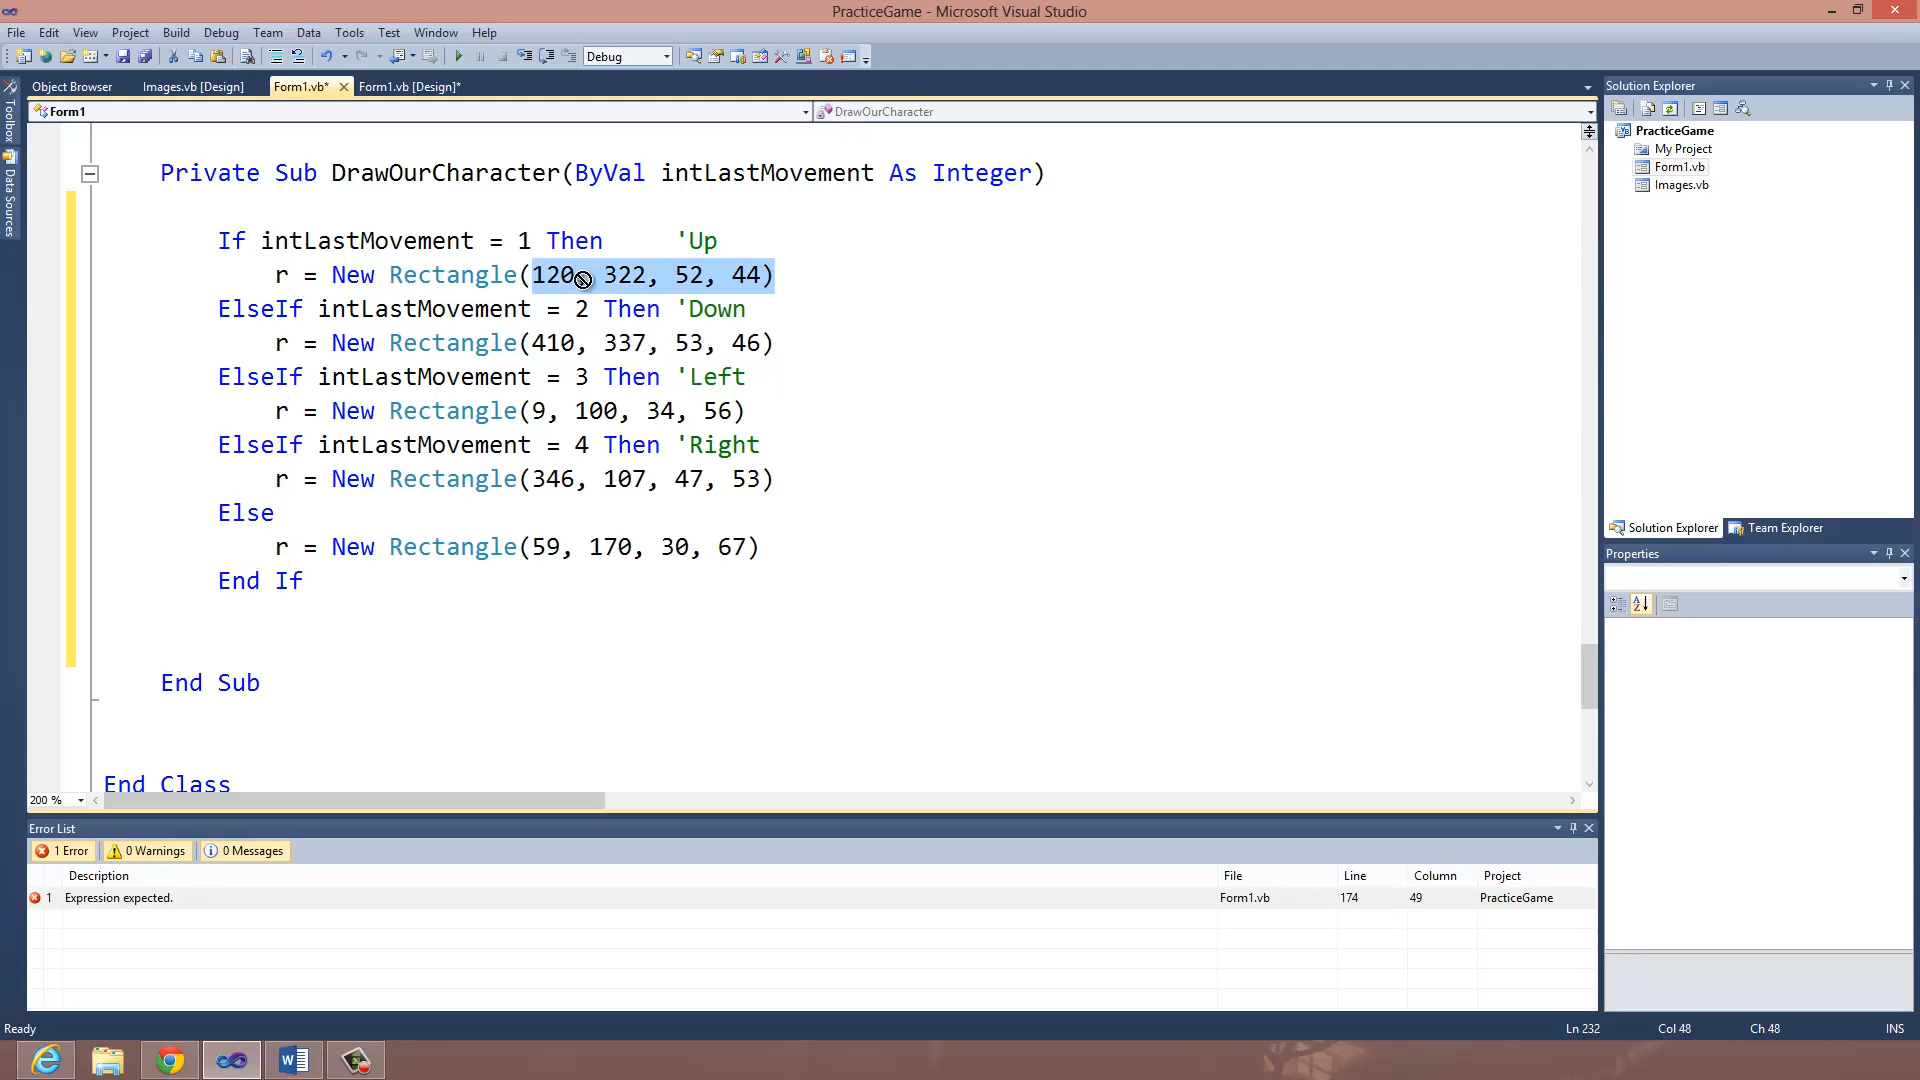 PracticeGame - Microsoft Visual Studio
File Edit View Project Build Debug Team Data Tools Test Window Help
Debug
Object Browser Images.vb [Design] Form1.vb* Form1.vb [Design]*
Form1 DrawOurCharacter
Toolbox
Data Sources
Private Sub DrawOurCharacter(ByVal intLastMovement As Integer)
If intLastMovement = 1 Then 'Up
r = New Rectangle(120, 322, 52, 44)
ElseIf intLastMovement = 2 Then 'Down
r = New Rectangle(410, 337, 53, 46)
ElseIf intLastMovement = 3 Then 'Left
r = New Rectangle(9, 100, 34, 56)
ElseIf intLastMovement = 4 Then 'Right
r = New Rectangle(346, 107, 47, 53)
Else
r = New Rectangle(59, 170, 30, 67)
End If
End Sub
End Class
200 %
Solution Explorer
PracticeGame
My Project
Form1.vb
Images.vb
Solution Explorer Team Explorer
Properties
Error List
1 Error 0 Warnings 0 Messages
Description File Line Column Project
1 Expression expected. Form1.vb 174 49 PracticeGame
Ready Ln 232 Col 48 Ch 48 INS